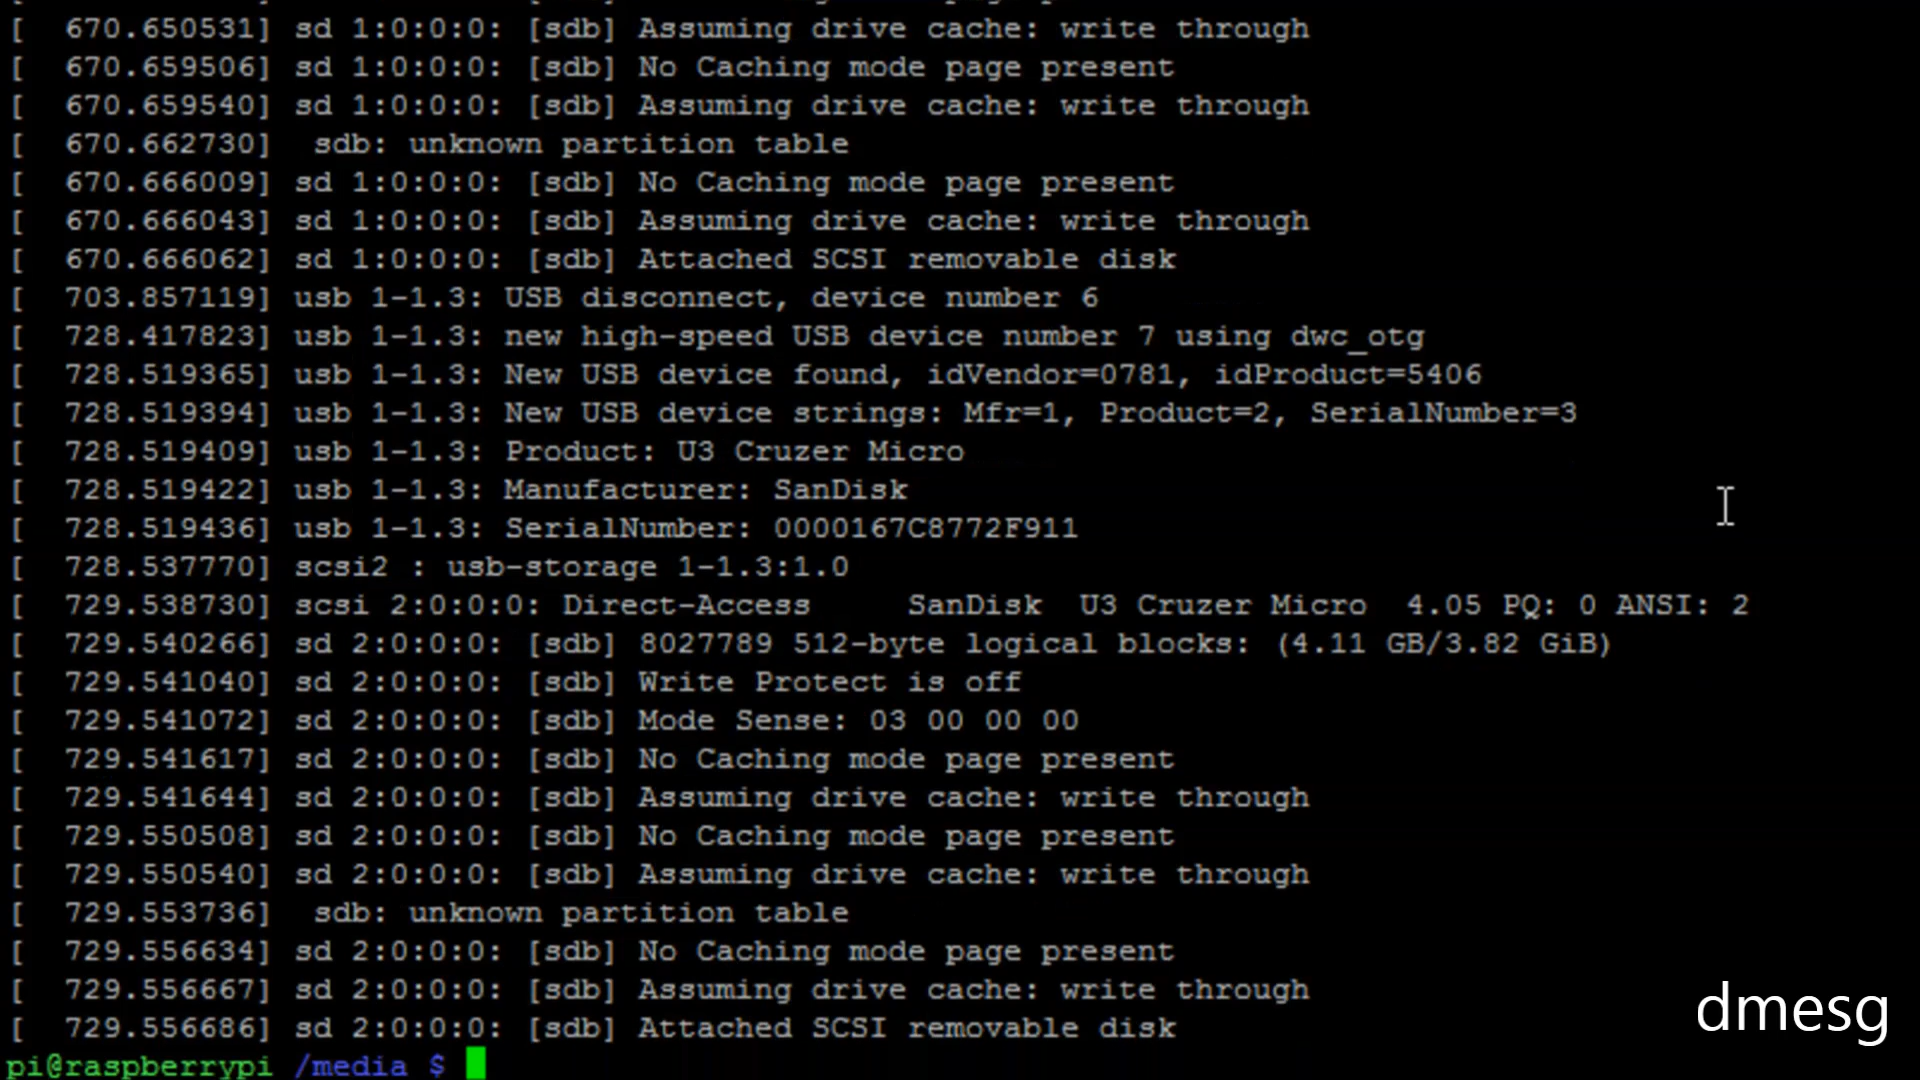 [  670.650531] sd 1:0:0:0: [sdb] Assuming drive cache: write through
[  670.659506] sd 1:0:0:0: [sdb] No Caching mode page present
[  670.659540] sd 1:0:0:0: [sdb] Assuming drive cache: write through
[  670.662730]  sdb: unknown partition table
[  670.666009] sd 1:0:0:0: [sdb] No Caching mode page present
[  670.666043] sd 1:0:0:0: [sdb] Assuming drive cache: write through
[  670.666062] sd 1:0:0:0: [sdb] Attached SCSI removable disk
[  703.857119] usb 1-1.3: USB disconnect, device number 6
[  728.417823] usb 1-1.3: new high-speed USB device number 7 using dwc_otg
[  728.519365] usb 1-1.3: New USB device found, idVendor=0781, idProduct=5406
[  728.519394] usb 1-1.3: New USB device strings: Mfr=1, Product=2, SerialNumber=3
[  728.519409] usb 1-1.3: Product: U3 Cruzer Micro
[  728.519422] usb 1-1.3: Manufacturer: SanDisk
[  728.519436] usb 1-1.3: SerialNumber: 0000167C8772F911
[  728.537770] scsi2 : usb-storage 1-1.3:1.0
[  729.538730] scsi 2:0:0:0: Direct-Access     SanDisk  U3 Cruzer Micro  4.05 PQ: 0 ANSI: 2
[  729.540266] sd 2:0:0:0: [sdb] 8027789 512-byte logical blocks: (4.11 GB/3.82 GiB)
[  729.541040] sd 2:0:0:0: [sdb] Write Protect is off
[  729.541072] sd 2:0:0:0: [sdb] Mode Sense: 03 00 00 00
[  729.541617] sd 2:0:0:0: [sdb] No Caching mode page present
[  729.541644] sd 2:0:0:0: [sdb] Assuming drive cache: write through
[  729.550508] sd 2:0:0:0: [sdb] No Caching mode page present
[  729.550540] sd 2:0:0:0: [sdb] Assuming drive cache: write through
[  729.553736]  sdb: unknown partition table
[  729.556634] sd 2:0:0:0: [sdb] No Caching mode page present
[  729.556667] sd 2:0:0:0: [sdb] Assuming drive cache: write through
[  729.556686] sd 2:0:0:0: [sdb] Attached SCSI removable disk
pi@raspberrypi /media $
dmesg